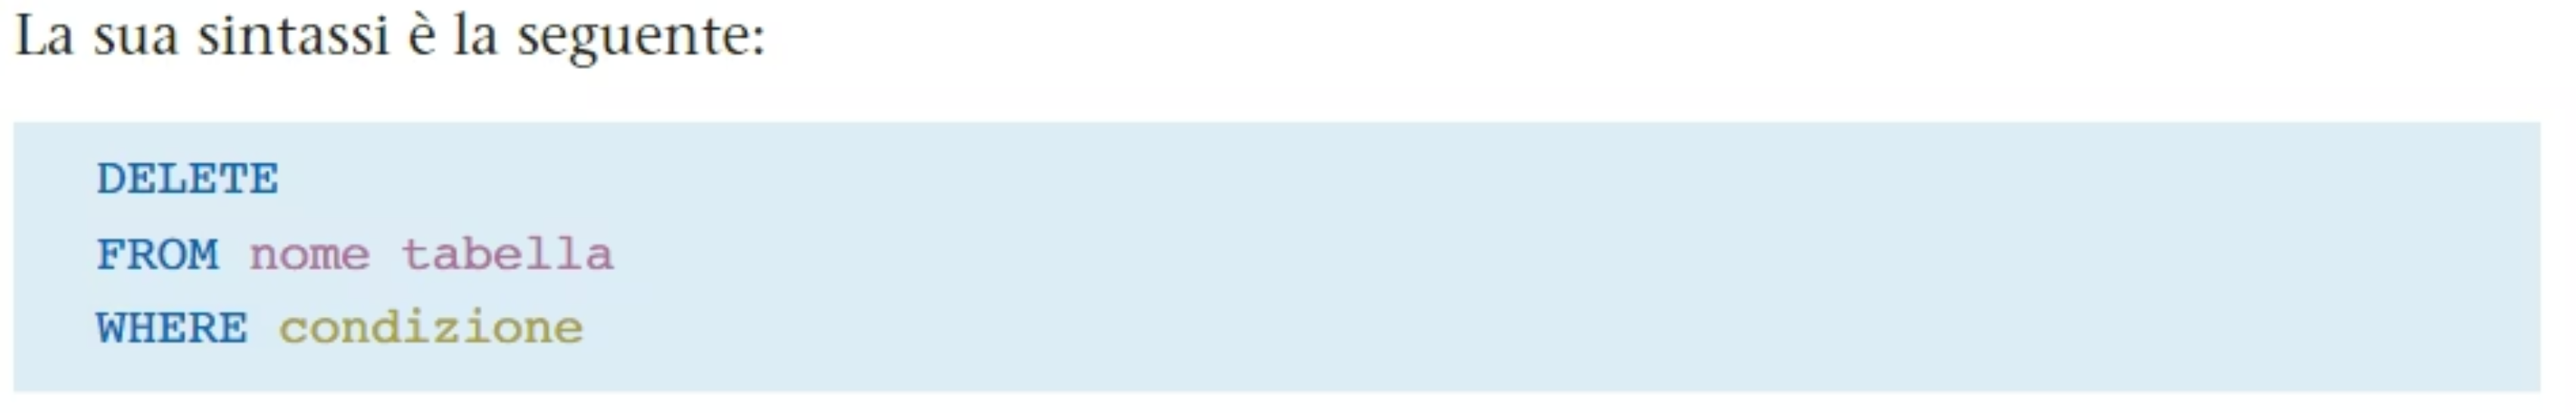 La sua sintassi è la seguente:
DELETE
FROM nome tabella
WHERE condizione